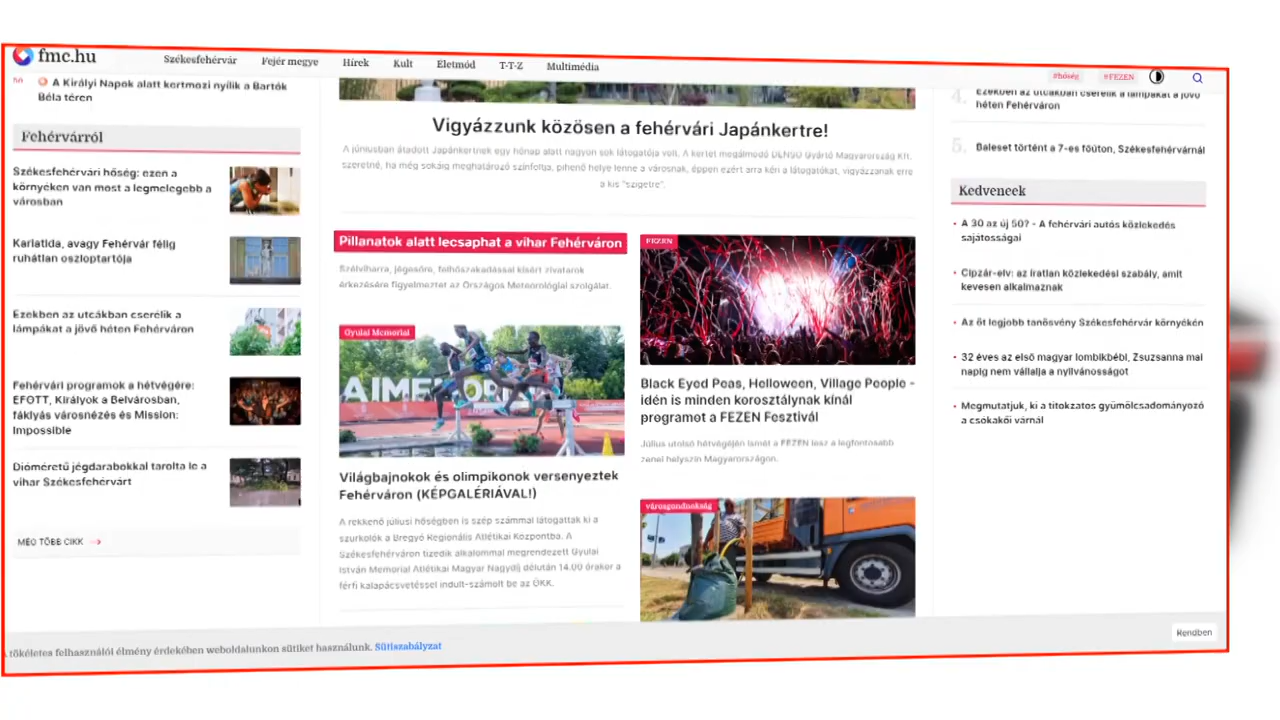 fmc.hu
Székesfehérvár
Fejér megye
Hírek
Kult
Életmód
T-T-Z
Multimédia
#hőség
#FEZEN
A Királyi Napok alatt kertmozi nyílik a Bartók
Béla téren
Fehérvárról
Székesfehérvári hőség: ezen a
környéken van most a legmelegebb a
városban
Kariatida, avagy Fehérvár félig
ruhátlan oszloptartója
Ezekben az utcákban cserélik a
lámpákat a jövő héten Fehérváron
Fehérvári programok a hétvégére:
EFOTT, Királyok a Belvárosban,
fáklyás városnézés és Mission:
Impossible
Dióméretű jégdarabokkal tarolta le a
vihar Székesfehérvárt
MÉG TÖBB CIKK →
Vigyázzunk közösen a fehérvári Japánkertre!
A júniusban átadott Japánkertnek egy hónap alatt nagyon sok látogatója volt. A kertet megálmodó DENSO Gyártó Magyarország Kft.
szeretné, ha még sokáig meghatározó színfoltja, pihenő helye lenne a városnak, éppen ezért arra kéri a látogatókat, vigyázzanak erre
a kis "szigetre".
Pillanatok alatt lecsaphat a vihar Fehérváron
Szélviharra, jégesőre, felhőszakadással kísért zivatarok
érkezésére figyelmeztet az Országos Meteorológiai szolgálat.
Gyulai Memorial
Világbajnokok és olimpikonok versenyeztek
Fehérváron (KÉPGALÉRIÁVAL!)
A rekkenő júliusi hőségben is szép számmal látogattak ki a
szurkolók a Bregyó Regionális Atlétikai Központba. A
Székesfehérváron tizedik alkalommal megrendezett Gyulai
István Memorial Atlétikai Magyar Nagydíj délután 14.00 órakor a
férfi kalapácsvetéssel indult-számolt be az ÖKK.
FEZEN
Black Eyed Peas, Helloween, Village People -
idén is minden korosztálynak kínál
programot a FEZEN Fesztivál
Július utolsó hétvégéjén ismét a FEZEN lesz a legfontosabb
zenei helyszín Magyarországon.
városgondnokság
4. Ezekben az utcákban cserélik a lámpákat a jövő
héten Fehérváron
5. Baleset történt a 7-es főúton, Székesfehérvárnál
Kedvencek
• A 30 az új 50? - A fehérvári autós közlekedés
sajátosságai
• Cipzár-elv: az íratlan közlekedési szabály, amit
kevesen alkalmaznak
• Az öt legjobb tanösvény Székesfehérvár környékén
• 32 éves az első magyar lombikbébi, Zsuzsanna mai
napig nem vállalja a nyilvánosságot
• Megmutatjuk, ki a titokzatos gyümölcsadományozó
a csókakői várnál
tökéletes felhasználói élmény érdekében weboldalunkon sütiket használunk. Sütiszabályzat
Rendben